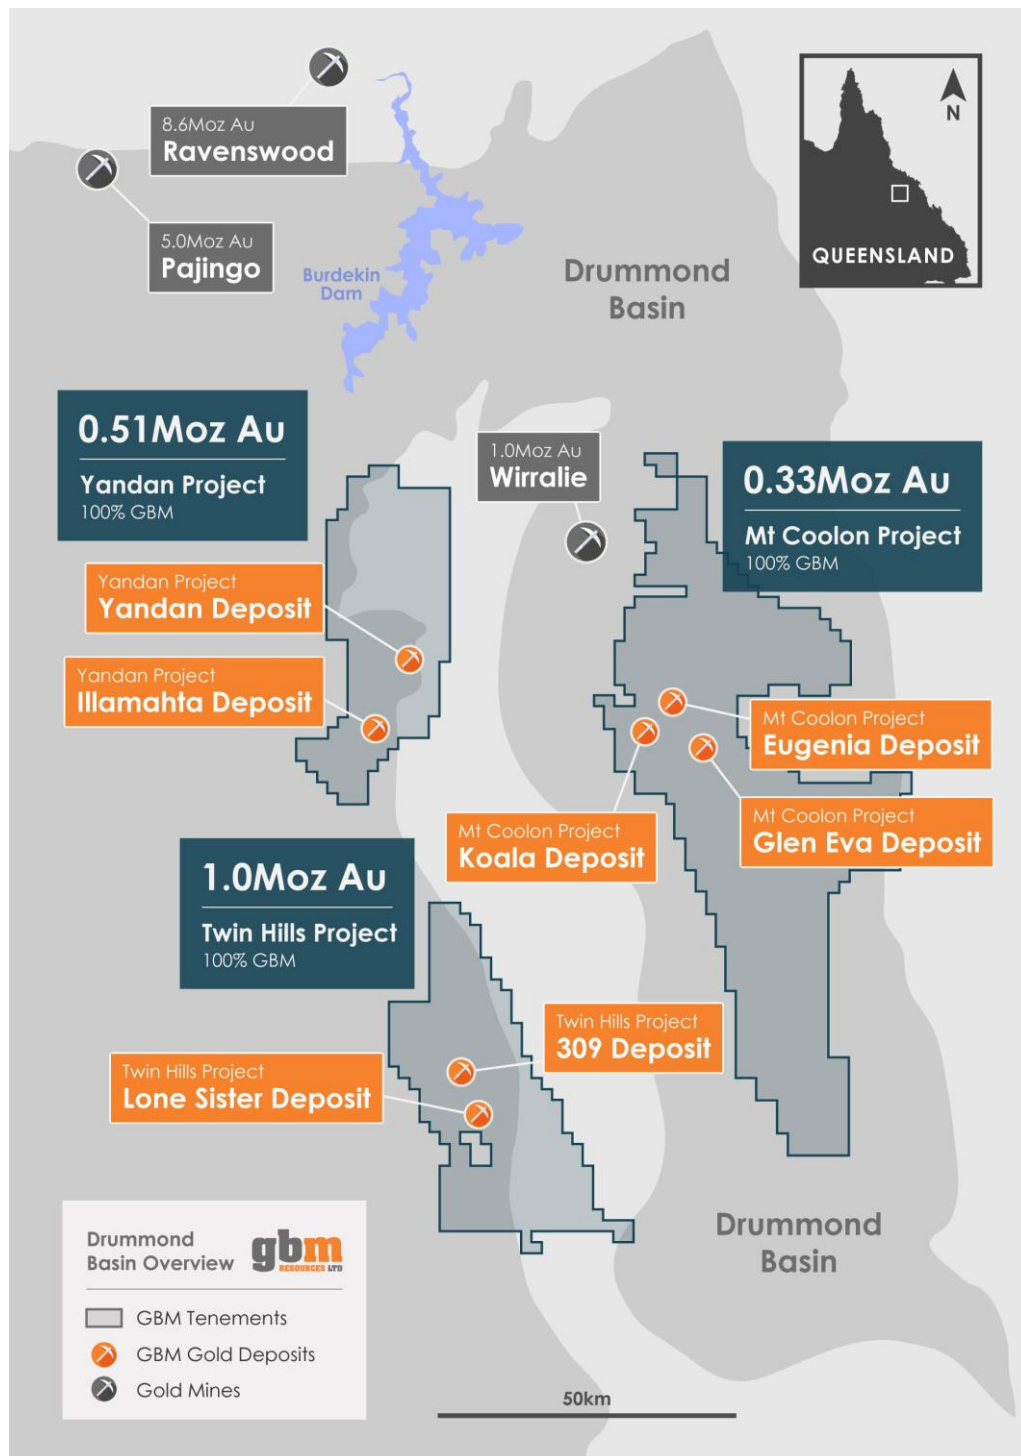 8.6Moz Au
Ravenswood
5.0Moz Au
Pajingo
Burdekin
Dam
Drummond
Basin
N
QUEENSLAND
0.51Moz Au
Yandan Project
100% GBM
1.0Moz Au
Wirralie
0.33Moz Au
Mt Coolon Project
100% GBM
Yandan Project
Yandan Deposit
Yandan Project
Illamahta Deposit
Mt Coolon Project
Eugenia Deposit
Mt Coolon Project
Koala Deposit
Mt Coolon Project
Glen Eva Deposit
1.0Moz Au
Twin Hills Project
100% GBM
Twin Hills Project
309 Deposit
Twin Hills Project
Lone Sister Deposit
Drummond
Basin
Drummond
Basin Overview
gbm
RESOURCES LTD
GBM Tenements
GBM Gold Deposits
Gold Mines
50km